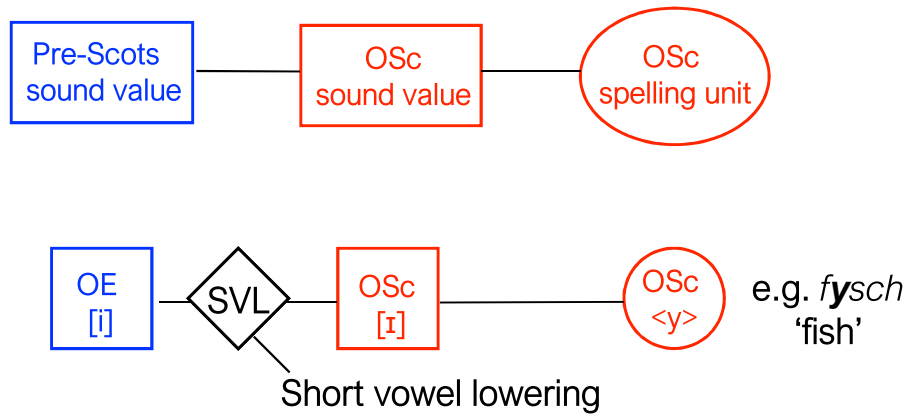 Pre-Scots
sound value
OSc
sound value
OSc
spelling unit
OE
[i]
SVL
OSc
[ɪ]
OSc
<y>
e.g. fysch
‘fish’
Short vowel lowering